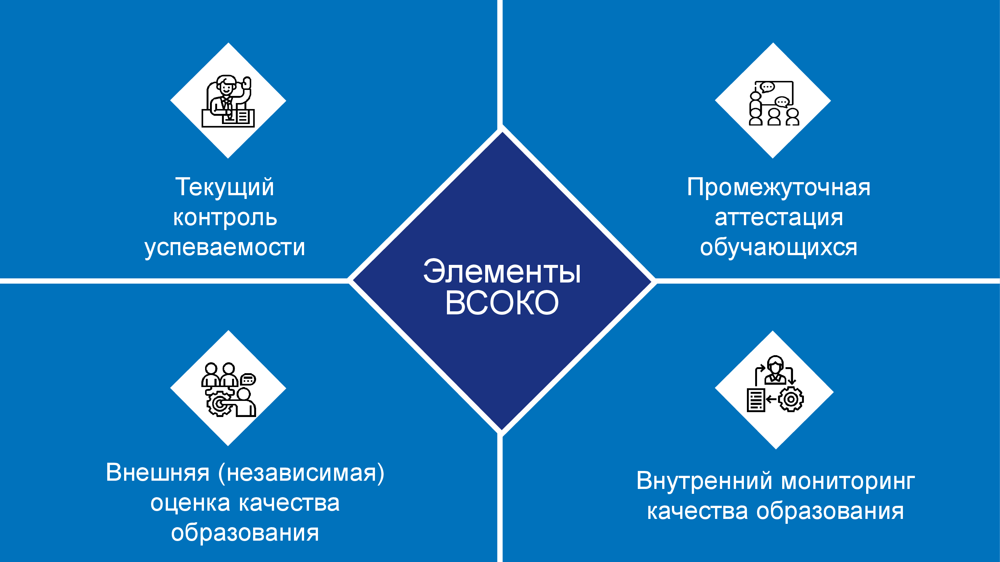 Текущий
контроль
успеваемости
Промежуточная
аттестация
обучающихся
Элементы
ВСОКО
Внешняя (независимая)
оценка качества
образования
Внутренний мониторинг
качества образования